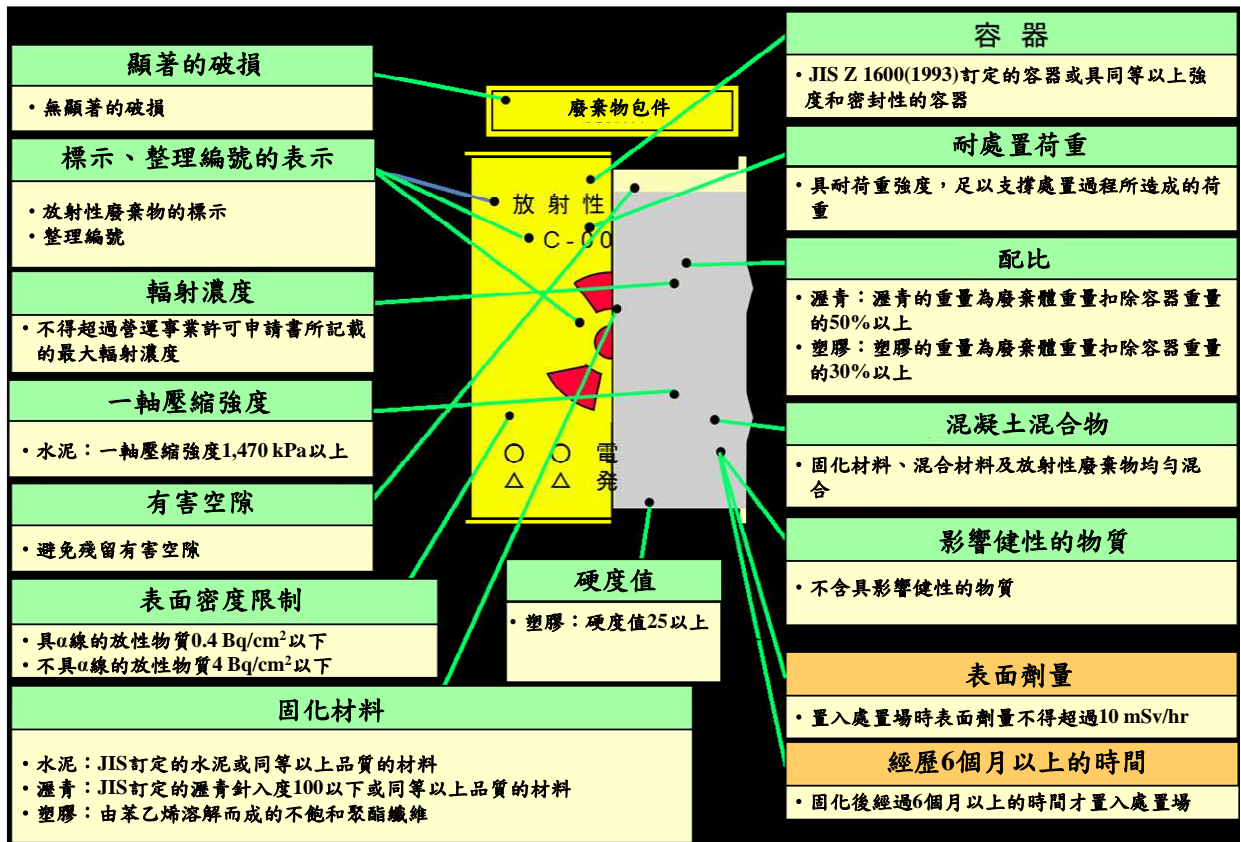 顯著的破損
・無顯著的破損
標示、整理編號的表示
・放射性廢棄物的標示
・整理編號
輻射濃度
・不得超過營運事業許可申請書所記載
的最大輻射濃度
一軸壓縮強度
・水泥：一軸壓縮強度1,470 kPa以上
有害空隙
・避免殘留有害空隙
表面密度限制
・具α線的放性物質0.4 Bq/cm²以下
・不具α線的放性物質4 Bq/cm²以下
固化材料
・水泥：JIS訂定的水泥或同等以上品質的材料
・瀝青：JIS訂定的瀝青針入度100以下或同等以上品質的材料
・塑膠：由苯乙烯溶解而成的不飽和聚酯纖維
廢棄物包件
放射性
C-00
○ ○ 電
△ △ 発
硬度值
・塑膠：硬度值25以上
容 器
・JIS Z 1600(1993)訂定的容器或具同等以上強
度和密封性的容器
耐處置荷重
・具耐荷重強度，足以支撐處置過程所造成的荷
重
配比
・瀝青：瀝青的重量為廢棄體重量扣除容器重量
的50%以上
・塑膠：塑膠的重量為廢棄體重量扣除容器重量
的30%以上
混凝土混合物
・固化材料、混合材料及放射性廢棄物均勻混
合
影響健性的物質
・不含具影響健性的物質
表面劑量
・置入處置場時表面劑量不得超過10 mSv/hr
經歷6個月以上的時間
・固化後經過6個月以上的時間才置入處置場